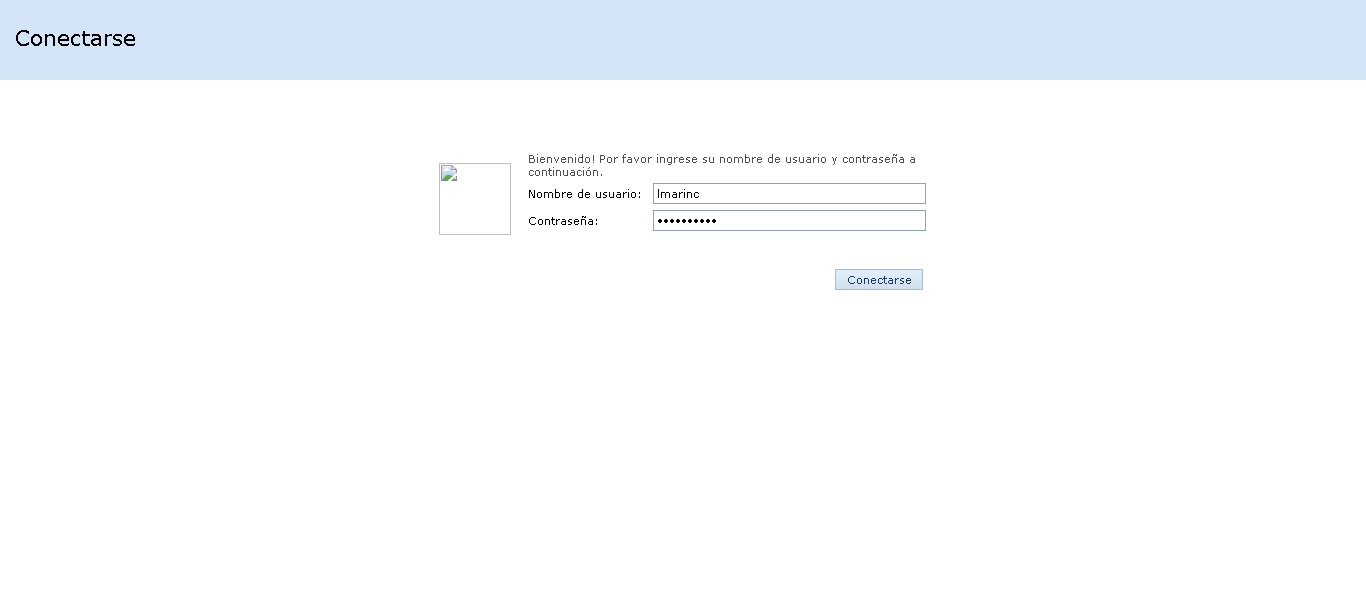 Conectarse
Bienvenido! Por favor ingrese su nombre de usuario y contraseña a
continuación.
Nombre de usuario: lmarinc
Contraseña: ••••••••••
Conectarse